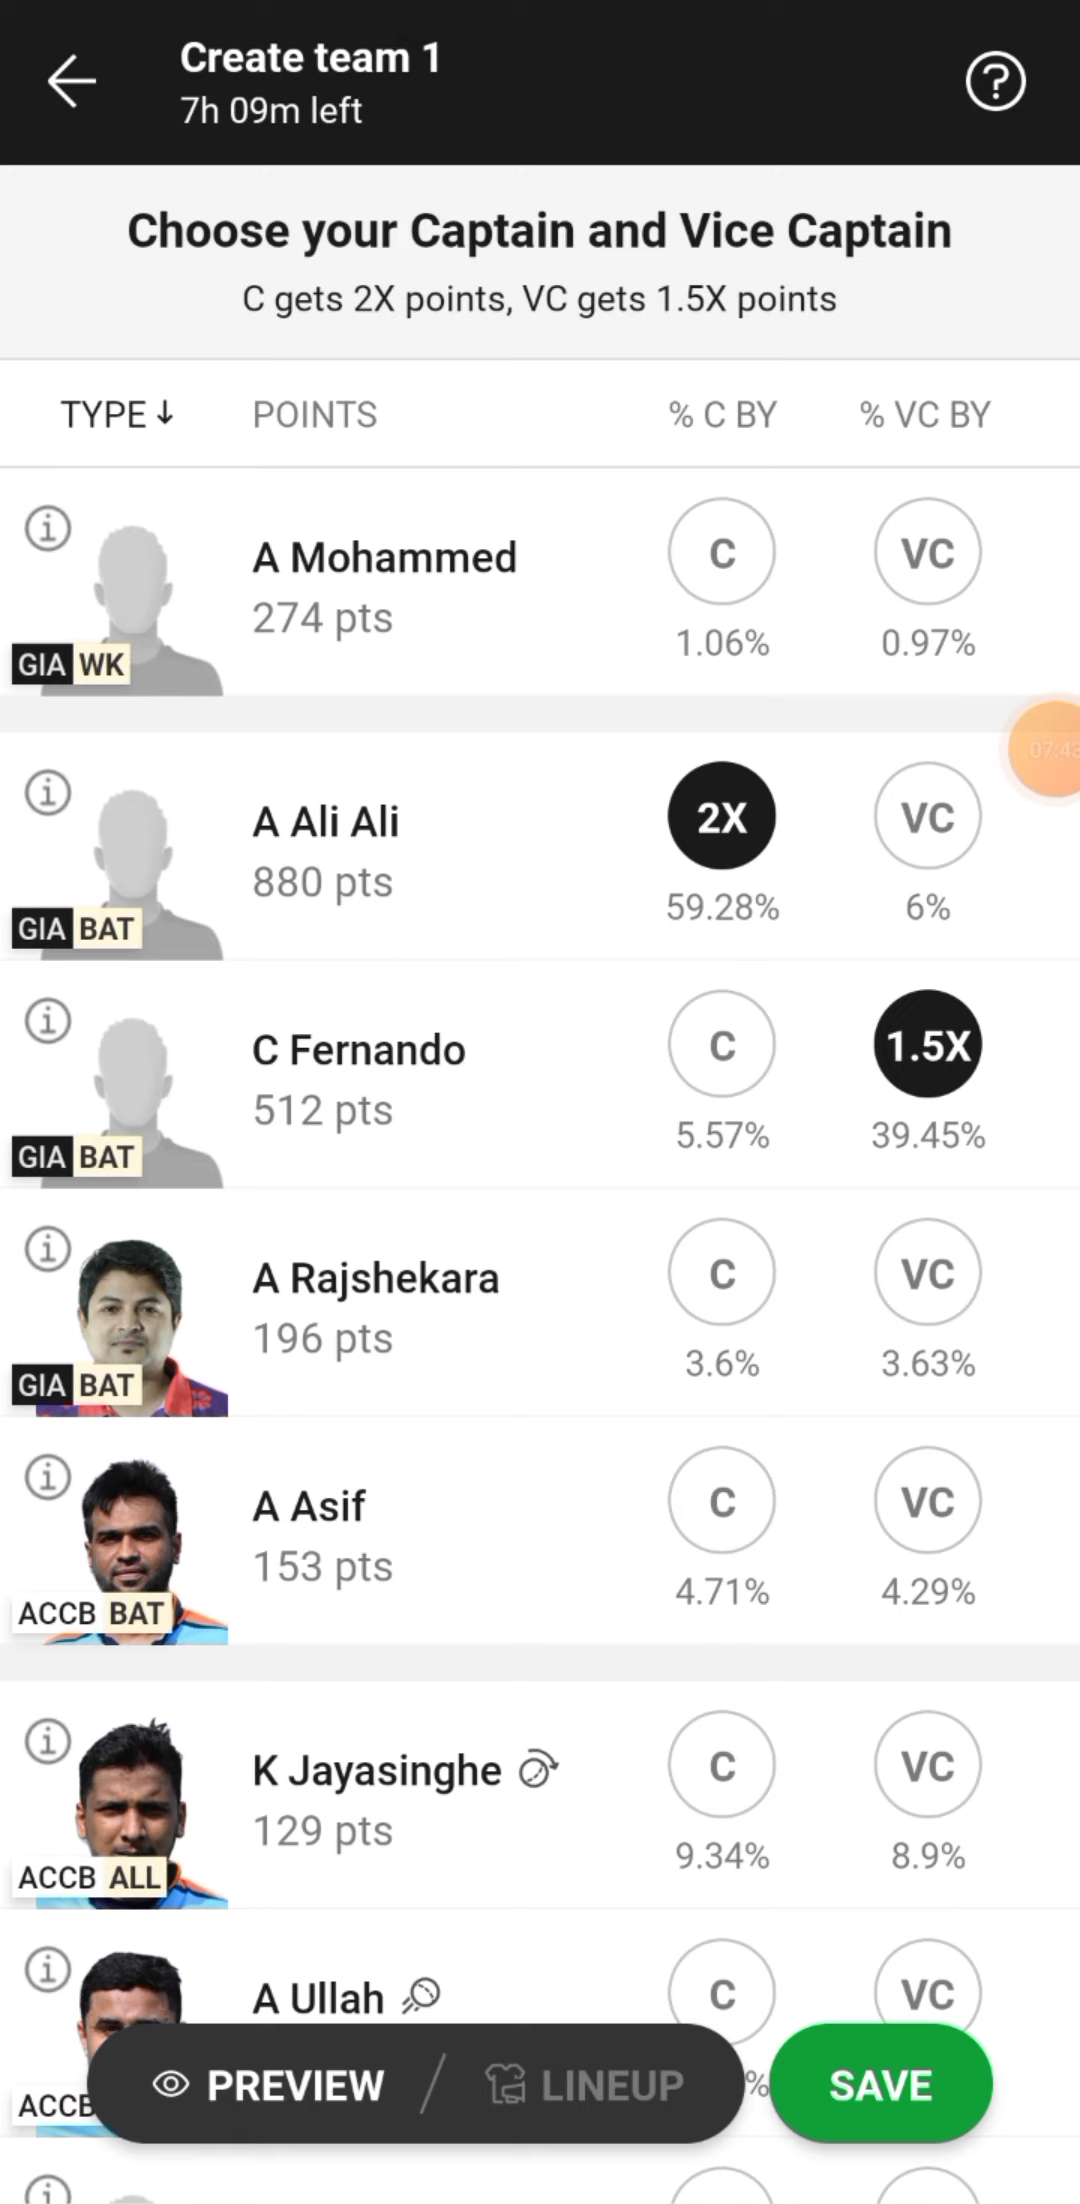 Create team 1
7h 09m left
Choose your Captain and Vice Captain
C gets 2X points, VC gets 1.5X points
TYPE POINTS % C BY % VC BY
A Mohammed
274 pts
GIA WK
C VC
1.06% 0.97%
07:43
A Ali Ali
880 pts
GIA BAT
2X VC
59.28% 6%
C Fernando
512 pts
GIA BAT
C 1.5X
5.57% 39.45%
A Rajshekara
196 pts
GIA BAT
C VC
3.6% 3.63%
A Asif
153 pts
ACCB BAT
C VC
4.71% 4.29%
K Jayasinghe
129 pts
ACCB ALL
C VC
9.34% 8.9%
A Ullah
C VC
ACCB
%
PREVIEW / LINEUP SAVE